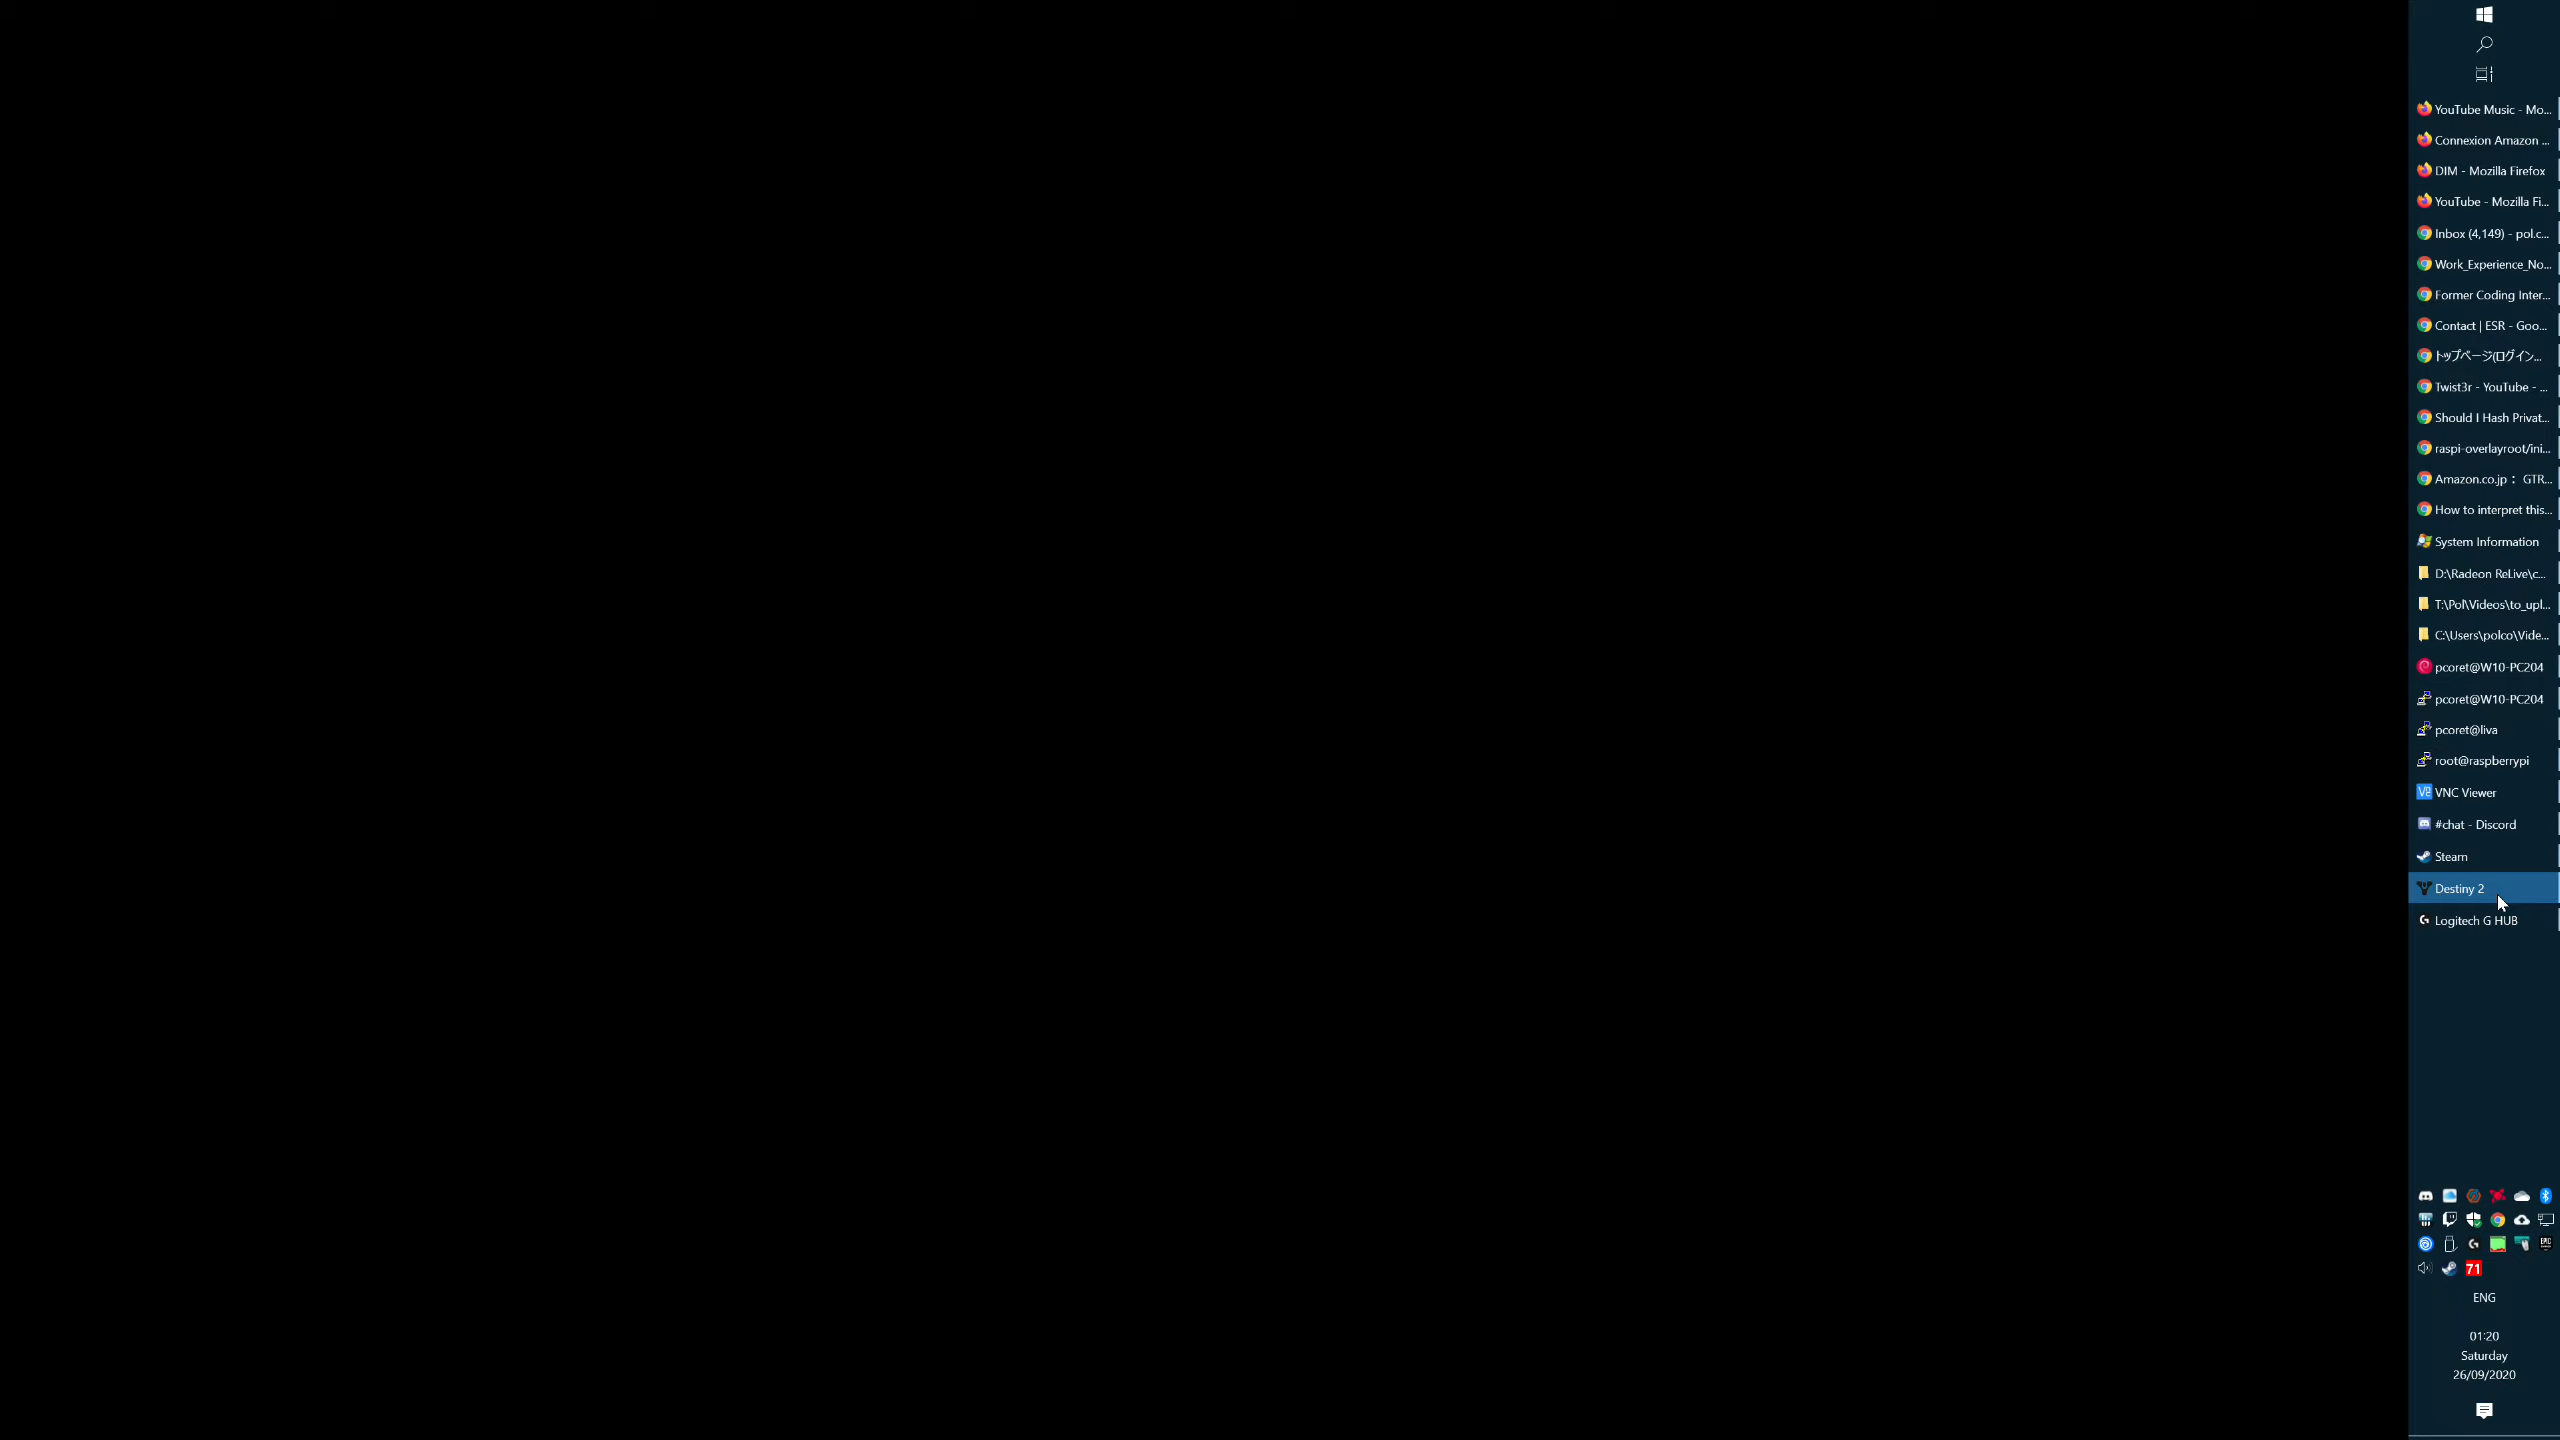 YouTube Music - Mo...
Connexion Amazon ...
DIM - Mozilla Firefox
YouTube - Mozilla Fi...
Inbox (4,149) - pol.c...
Work_Experience_No...
Former Coding Inter...
Contact | ESR - Goo...
トップページ(ログイン...
Twist3r - YouTube - ...
Should I Hash Privat...
raspi-overlayroot/ini...
Amazon.co.jp： GTR...
How to interpret this...
System Information
D:\Radeon ReLive\c...
T:\Pol\Videos\to_upl...
C:\Users\polco\Vide...
pcoret@W10-PC204
pcoret@W10-PC204
pcoret@liva
root@raspberrypi
VNC Viewer
#chat - Discord
Steam
Destiny 2
Logitech G HUB
71
ENG
01:20
Saturday
26/09/2020